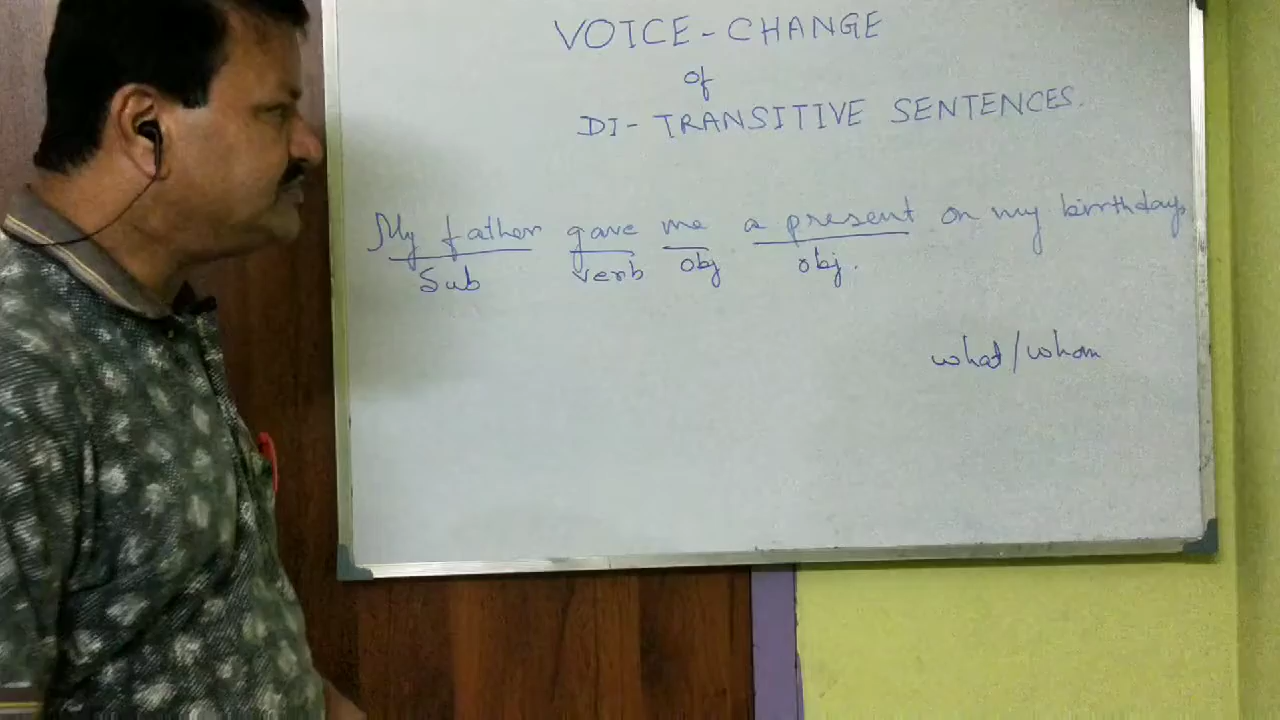 VOICE - CHANGE
of
DI - TRANSITIVE SENTENCES.
My father gave me a present on my birthday.
Sub verb obj obj.
what/whom